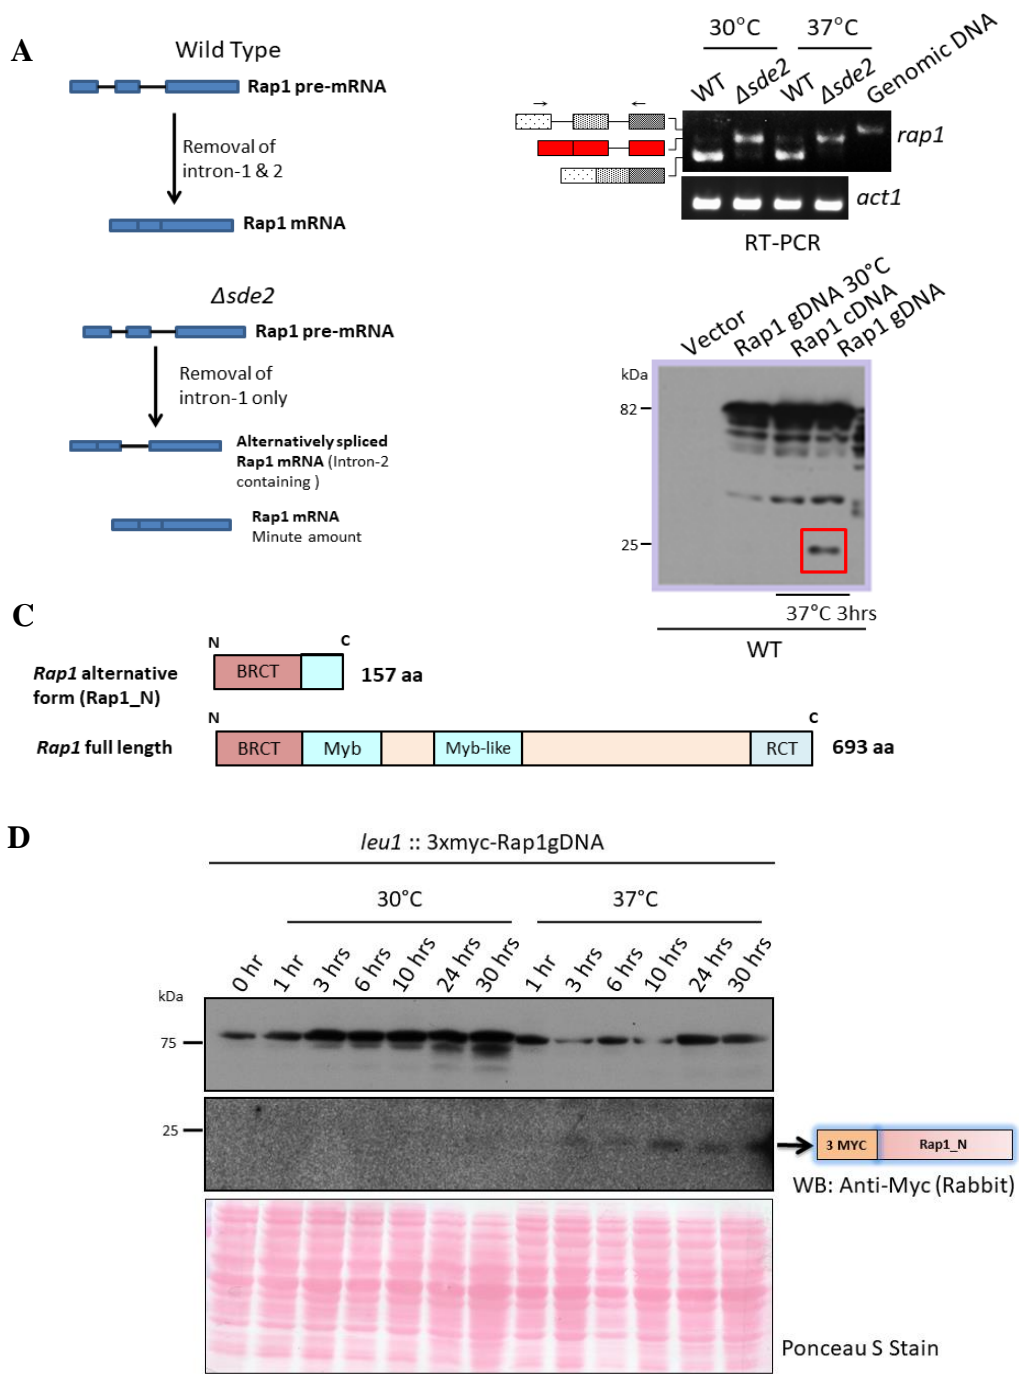 A
Wild Type
Rap1 pre-mRNA
Removal of
intron-1 & 2
Rap1 mRNA
Δsde2
Rap1 pre-mRNA
Removal of
intron-1 only
Alternatively spliced
Rap1 mRNA (Intron-2
containing )
Rap1 mRNA
Minute amount
30°C 37°C
WT Δsde2 WT Δsde2 Genomic DNA
rap1
act1
RT-PCR
Vector Rap1 gDNA 30°C Rap1 cDNA Rap1 gDNA
kDa
82
25
37°C 3hrs
WT
C
N C
Rap1 alternative
form (Rap1_N)
BRCT
157 aa
N C
Rap1 full length
BRCT Myb Myb-like RCT
693 aa
D
leu1 :: 3xmyc-Rap1gDNA
30°C 37°C
0 hr 1 hr 3 hrs 6 hrs 10 hrs 24 hrs 30 hrs 1 hr 3 hrs 6 hrs 10 hrs 24 hrs 30 hrs
kDa
75
25
3 MYC Rap1_N
WB: Anti-Myc (Rabbit)
Ponceau S Stain